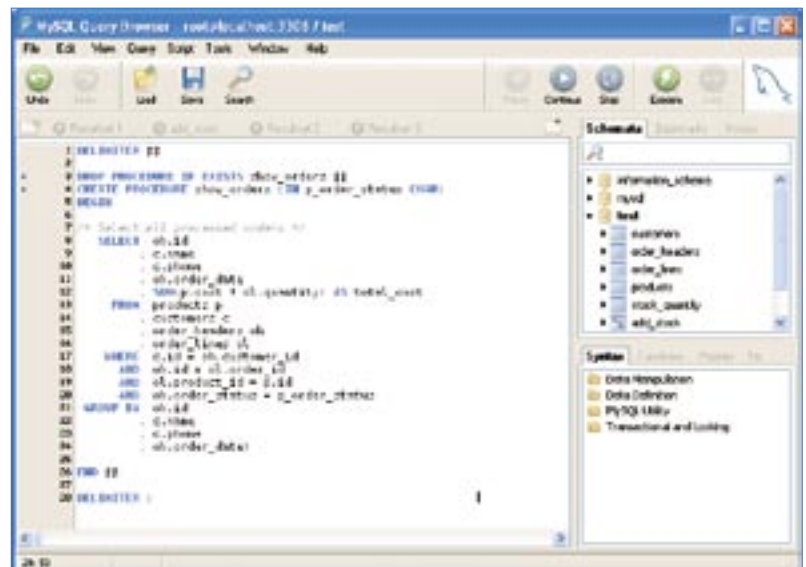 MySQL Query Browser - root@localhost:3306 / test
File Edit View Query Script Tools Window Help
Undo Load Save Search Continue Stop Execute
Schemata Bookmarks
1 DELIMITER $$
2
3 DROP PROCEDURE IF EXISTS show_orders $$
4 CREATE PROCEDURE show_orders (IN p_order_status CHAR)
5 BEGIN
6
7 /* Select all processed orders */
8 SELECT oh.id
9 , c.name
10 , c.phone
11 , oh.order_date
12 , SUM(p.cost * ol.quantity) AS total_cost
13 FROM products p
14 , customers c
15 , order_headers oh
16 , order_lines ol
17 WHERE c.id = oh.customer_id
18 AND oh.id = ol.order_id
19 AND ol.product_id = p.id
20 AND oh.order_status = p_order_status
21 GROUP BY oh.id
22 , c.name
23 , c.phone
24 , oh.order_date;
25
26 END $$
27
28 DELIMITER ;
information_schema
mysql
test
customers
order_headers
order_lines
products
stock_quantity
add_stock
Syntax Functions Params Trx
Data Manipulation
Data Definition
MySQL Utility
Transactional and Locking